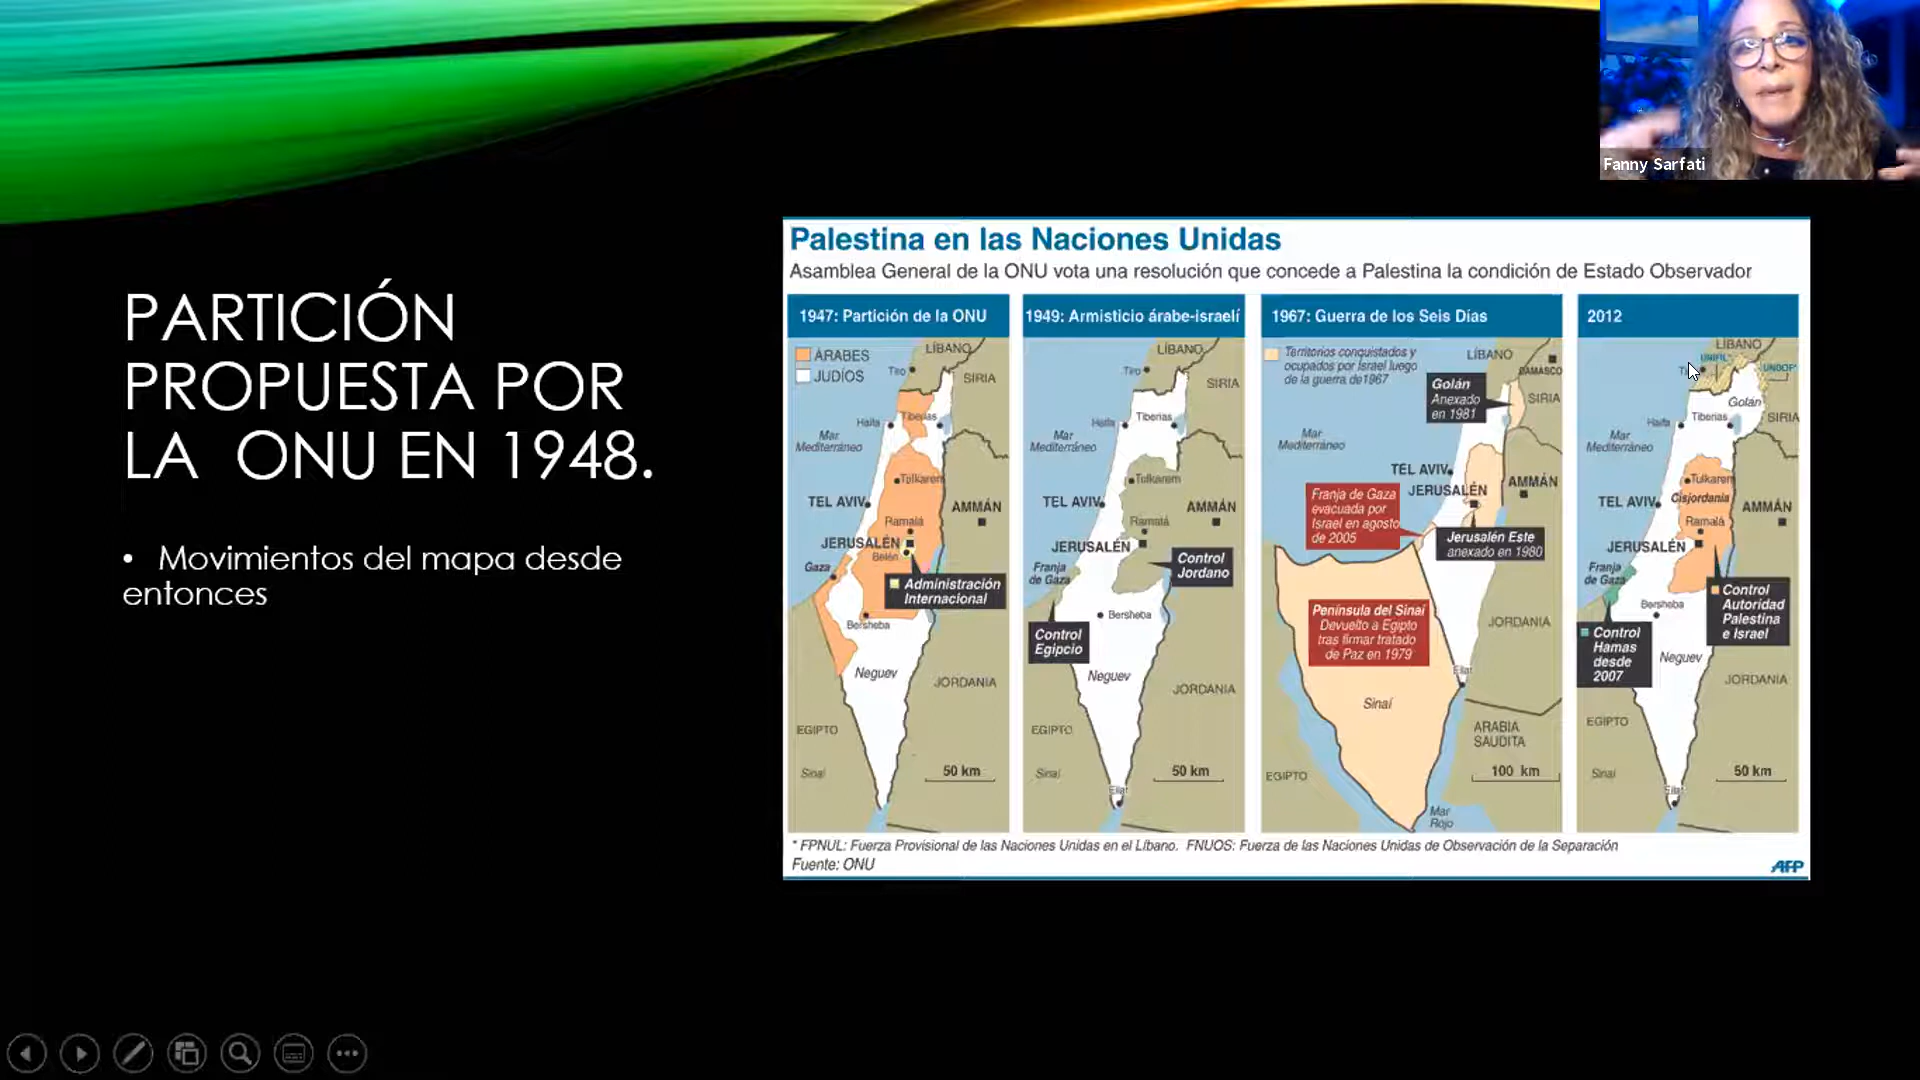 Fanny Sarfati
PARTICIÓN
PROPUESTA POR
LA ONU EN 1948.
• Movimientos del mapa desde
entonces
Palestina en las Naciones Unidas
Asamblea General de la ONU vota una resolución que concede a Palestina la condición de Estado Observador
1947: Partición de la ONU
ÁRABES
JUDÍOS
LÍBANO
Tiro
SIRIA
Tiberias
Haifa
Mar
Mediterráneo
Tulkarem
TEL AVIV
AMMÁN
Ramalá
JERUSALÉN
Belén
Gaza
Administración
Internacional
Bersheba
Neguev
JORDANIA
EGIPTO
Sinaí
50 km
1949: Armisticio árabe-israelí
LÍBANO
Tiro
SIRIA
Tiberias
Haifa
Mar
Mediterráneo
Tulkarem
TEL AVIV
AMMÁN
Ramalá
JERUSALÉN
Control
Jordano
Franja
de Gaza
Bersheba
Control
Egipcio
Neguev
JORDANIA
EGIPTO
Sinaí
50 km
Eilat
1967: Guerra de los Seis Días
Territorios conquistados y
ocupados por Israel luego
de la guerra de1967
LÍBANO
DAMASCO
Golán
Anexado
en 1981
SIRIA
Mar
Mediterráneo
TEL AVIV
AMMÁN
JERUSALÉN
Franja de Gaza
evacuada por
Israel en agosto
de 2005
Jerusalén Este
anexado en 1980
Península del Sinaí
Devuelto a Egipto
tras firmar tratado
de Paz en 1979
JORDANIA
Eilat
Sinaí
ARABIA
SAUDITA
EGIPTO
100 km
Mar
Rojo
2012
LÍBANO
UNIFIL*
UNDOF*
Golán
SIRIA
Tiberias
Haifa
Mar
Mediterráneo
Tulkarem
Cisjordania
TEL AVIV
AMMÁN
Ramalá
JERUSALÉN
Franja
de Gaza
Control
Autoridad
Palestina
e Israel
Bersheba
Control
Hamas
desde
2007
Neguev
JORDANIA
EGIPTO
Sinaí
50 km
Eilat
* FPNUL: Fuerza Provisional de las Naciones Unidas en el Líbano. FNUOS: Fuerza de las Naciones Unidas de Observación de la Separación
Fuente: ONU
AFP